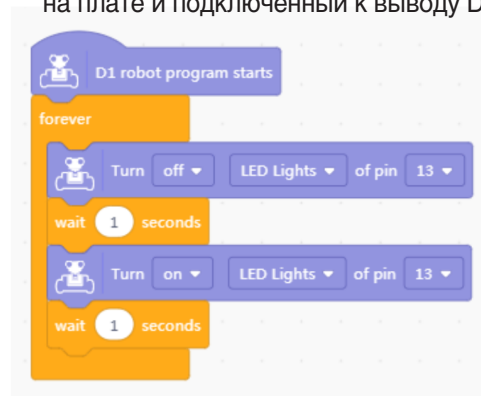 на плате и подключенный к выводу D
D1 robot program starts
forever
Turn off LED Lights of pin 13
wait 1 seconds
Turn on LED Lights of pin 13
wait 1 seconds